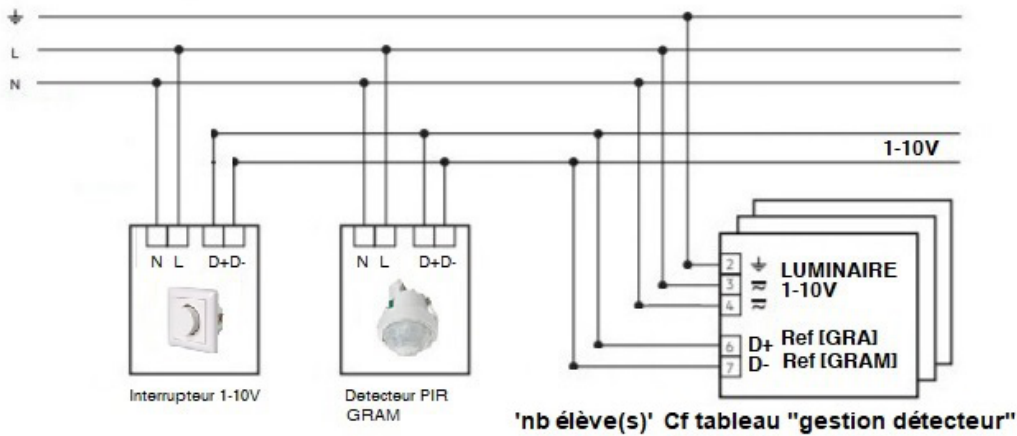 L
N
1-10V
N L D+D-
N L D+D-
2
3
4
6
7
LUMINAIRE
1-10V
D+ Ref [GRA]
D- Ref [GRAM]
Interrupteur 1-10V
Detecteur PIR
GRAM
'nb élève(s)' Cf tableau "gestion détecteur"